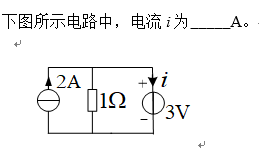 下图所示电路中，电流 i 为_____A。
2A
1Ω
+
i
-
3V